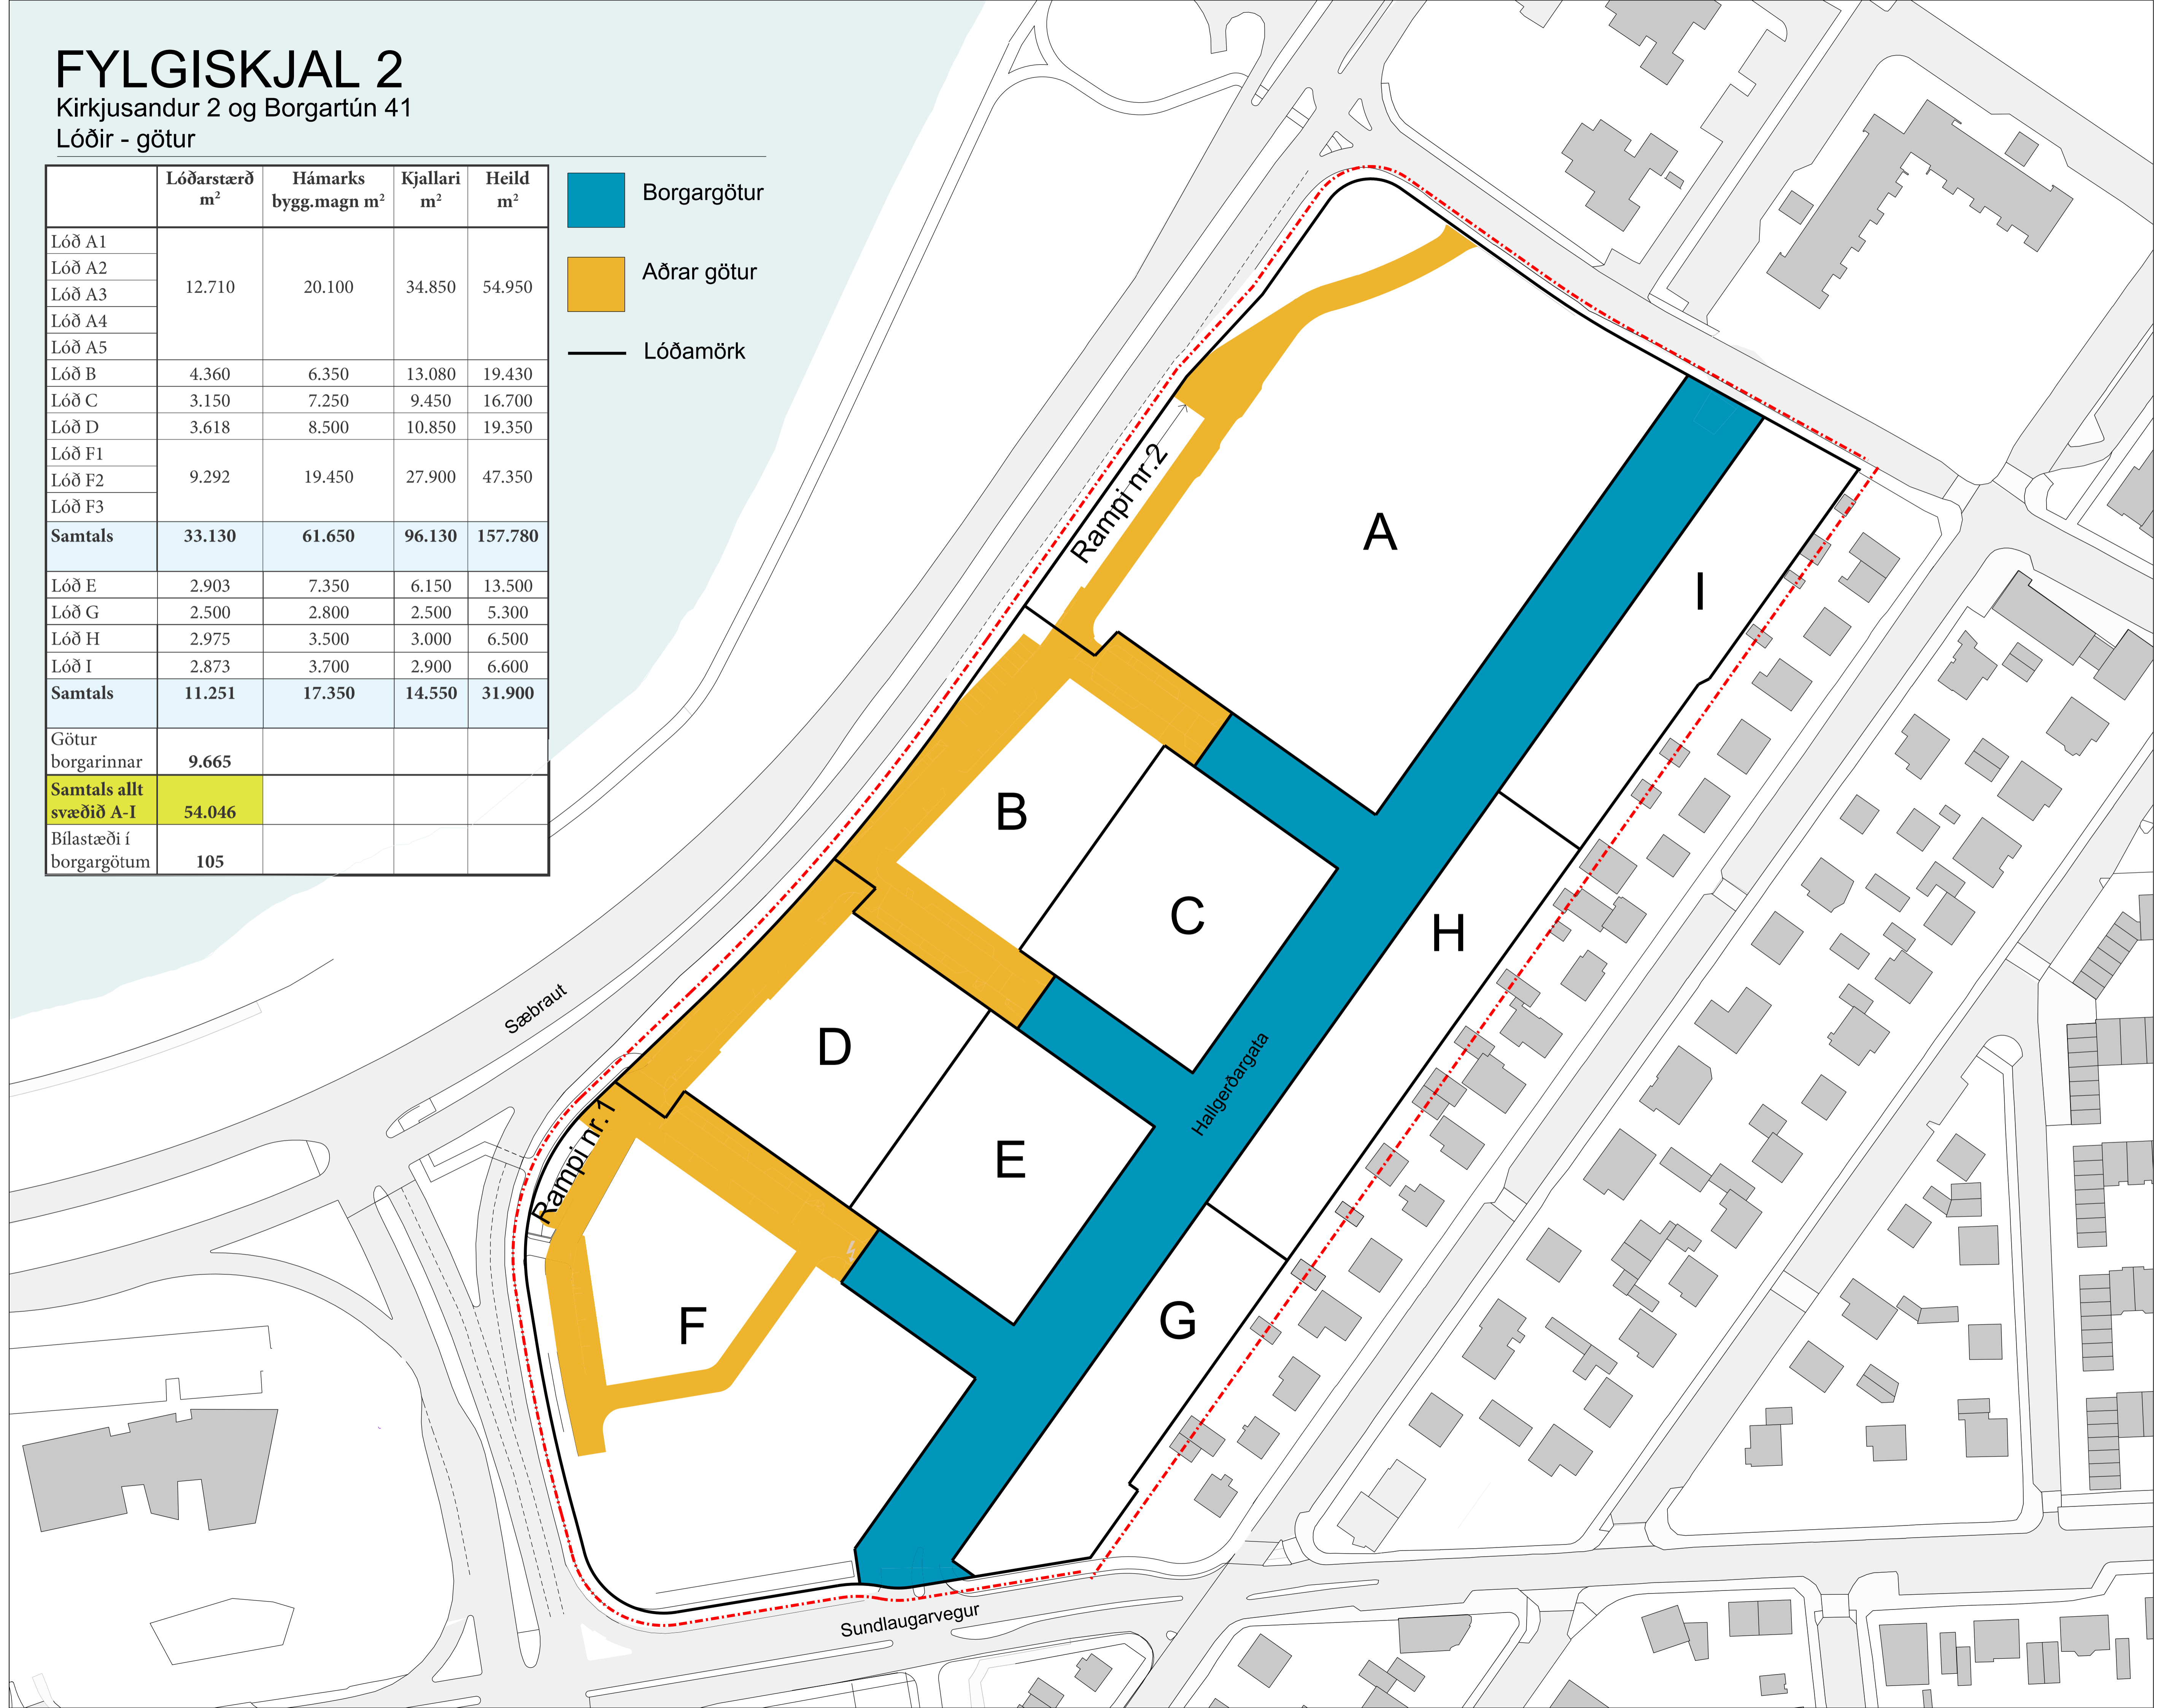 FYLGISKJAL 2
Kirkjusandur 2 og Borgartún 41
Lóðir - götur
Lóðarstærð m² Hámarks bygg.magn m² Kjallari m² Heild m²
Lóð A1
Lóð A2
Lóð A3 12.710 20.100 34.850 54.950
Lóð A4
Lóð A5
Lóð B 4.360 6.350 13.080 19.430
Lóð C 3.150 7.250 9.450 16.700
Lóð D 3.618 8.500 10.850 19.350
Lóð F1
Lóð F2 9.292 19.450 27.900 47.350
Lóð F3
Samtals 33.130 61.650 96.130 157.780
Lóð E 2.903 7.350 6.150 13.500
Lóð G 2.500 2.800 2.500 5.300
Lóð H 2.975 3.500 3.000 6.500
Lóð I 2.873 3.700 2.900 6.600
Samtals 11.251 17.350 14.550 31.900
Götur
borgarinnar 9.665
Samtals allt
svæðið A-I 54.046
Bílastæði í
borgargötum 105
Borgargötur
Aðrar götur
Lóðamörk
Rampi nr.2
A
I
B
C
H
Sæbraut
D
Hallgerðargata
Rampi nr.1
E
F
G
Sundlaugarvegur